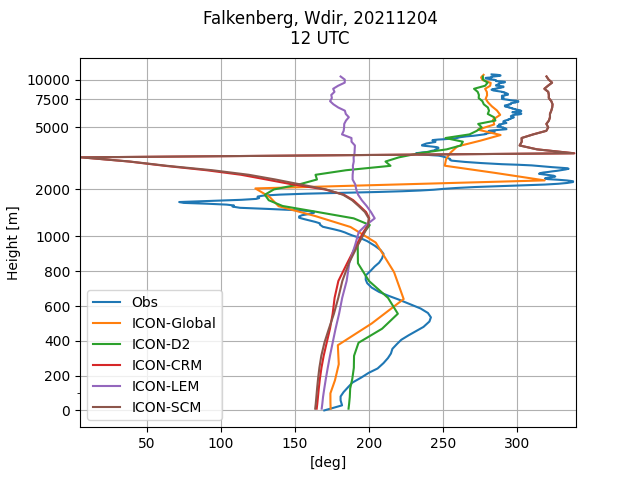 Falkenberg, Wdir, 20211204
12 UTC
10000
7500
5000
2000
1000
800
600
400
200
0
Height [m]
Obs
ICON-Global
ICON-D2
ICON-CRM
ICON-LEM
ICON-SCM
50
100
150
200
250
300
[deg]